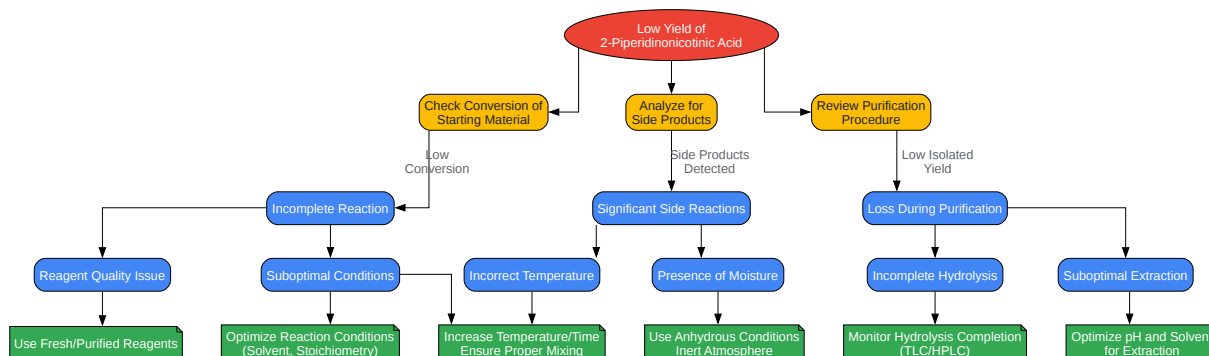 Low Yield of
2-Piperidinonicotinic Acid
Check Conversion of
Starting Material
Analyze for
Side Products
Review Purification
Procedure
Low
Conversion
Side Products
Detected
Low Isolated
Yield
Incomplete Reaction
Significant Side Reactions
Loss During Purification
Reagent Quality Issue
Suboptimal Conditions
Incorrect Temperature
Presence of Moisture
Incomplete Hydrolysis
Suboptimal Extraction
Use Fresh/Purified Reagents
Optimize Reaction Conditions
(Solvent, Stoichiometry)
Increase Temperature/Time
Ensure Proper Mixing
Use Anhydrous Conditions
Inert Atmosphere
Monitor Hydrolysis Completion
(TLC/HPLC)
Optimize pH and Solvent
for Extraction